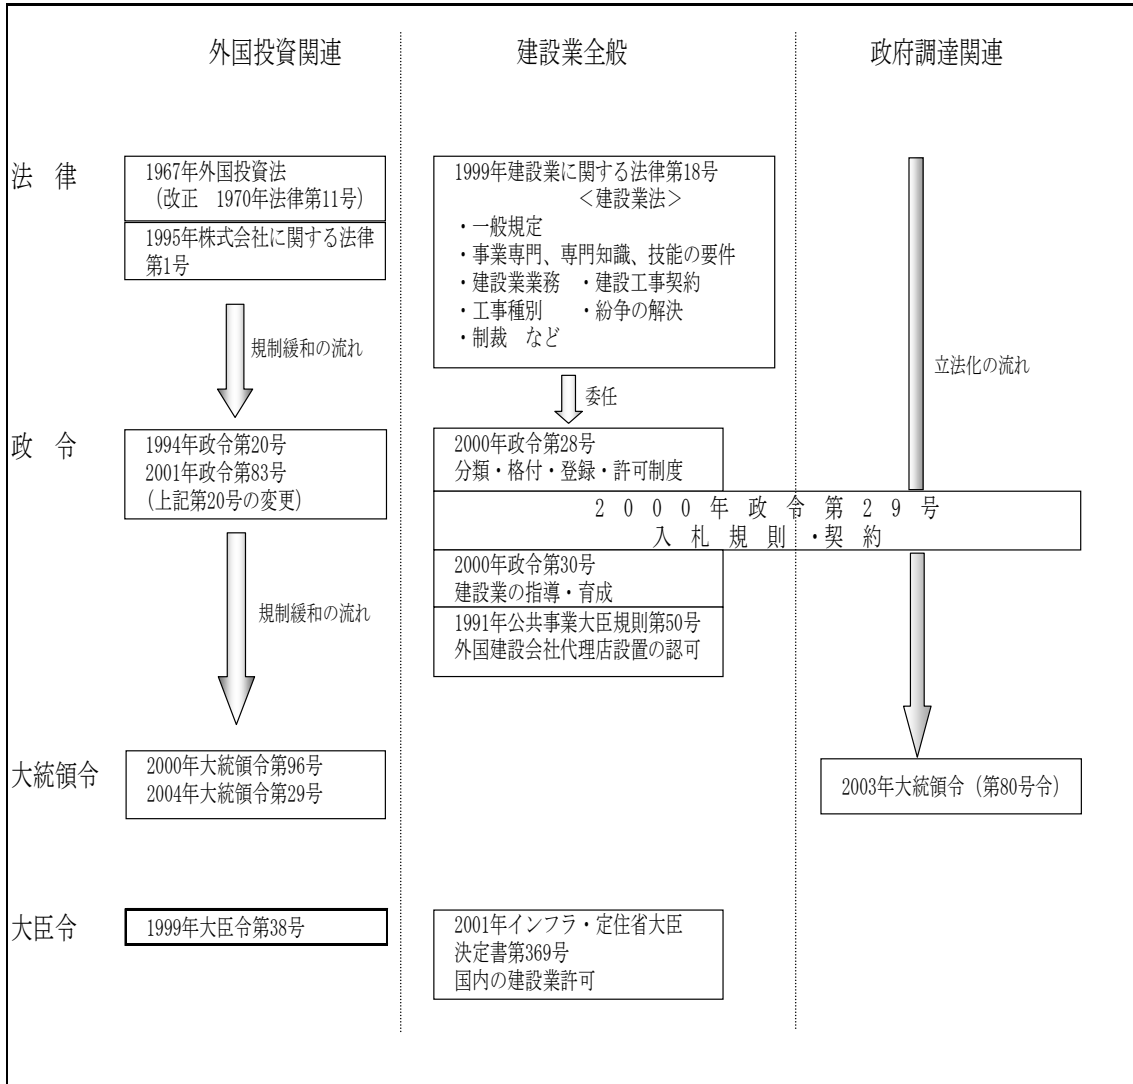 外国投資関連
建設業全般
政府調達関連
法　律
1967年外国投資法
（改正　1970年法律第11号）
1995年株式会社に関する法律
第1号
1999年建設業に関する法律第18号
＜建設業法＞
・一般規定
・事業専門、専門知識、技能の要件
・建設業業務　・建設工事契約
・工事種別　　・紛争の解決
・制裁　など
規制緩和の流れ
委任
立法化の流れ
政　令
1994年政令第20号
2001年政令第83号
(上記第20号の変更)
2000年政令第28号
分類・格付・登録・許可制度
２０００年政令第２９号
入札規則・契約
2000年政令第30号
建設業の指導・育成
1991年公共事業大臣規則第50号
外国建設会社代理店設置の認可
規制緩和の流れ
大統領令
2000年大統領令第96号
2004年大統領令第29号
2003年大統領令（第80号令）
大臣令
1999年大臣令第38号
2001年インフラ・定住省大臣
決定書第369号
国内の建設業許可